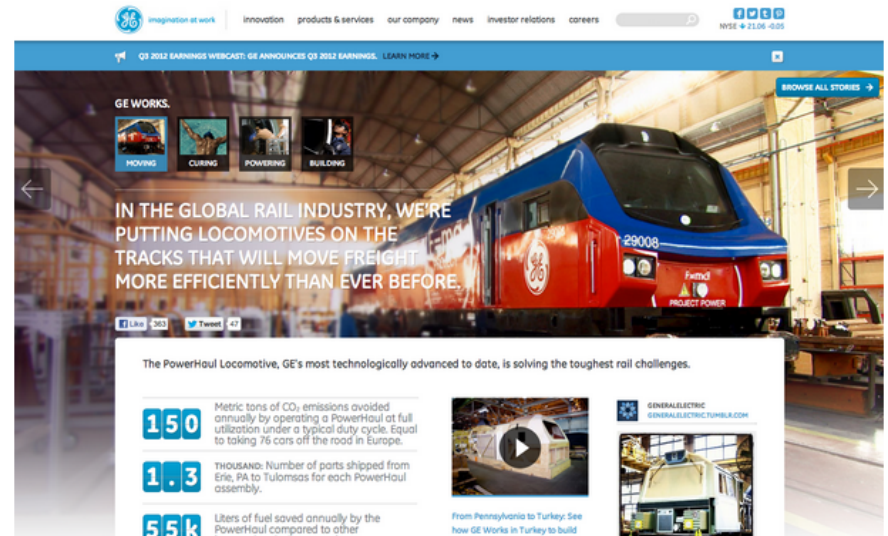 imagination at work
innovation products & services our company news investor relations careers
NYSE 21.06 -0.05
Q3 2012 EARNINGS WEBCAST: GE ANNOUNCES Q3 2012 EARNINGS. LEARN MORE →
BROWSE ALL STORIES →
GE WORKS.
MOVING CURING POWERING BUILDING
IN THE GLOBAL RAIL INDUSTRY, WE'RE
PUTTING LOCOMOTIVES ON THE
TRACKS THAT WILL MOVE FREIGHT
MORE EFFICIENTLY THAN EVER BEFORE.
29008
PROJECT POWER
Like 363 Tweet 47
The PowerHaul Locomotive, GE's most technologically advanced to date, is solving the toughest rail challenges.
150
Metric tons of CO₂ emissions avoided
annually by operating a PowerHaul at full
utilization under a typical duty cycle. Equal
to taking 76 cars off the road in Europe.
1.3
THOUSAND: Number of parts shipped from
Erie, PA to Tulomsas for each PowerHaul
assembly.
55k
Liters of fuel saved annually by the
PowerHaul compared to other
From Pennsylvania to Turkey: See
how GE Works in Turkey to build
GENERALELECTRIC
GENERALELECTRIC.TUMBLR.COM